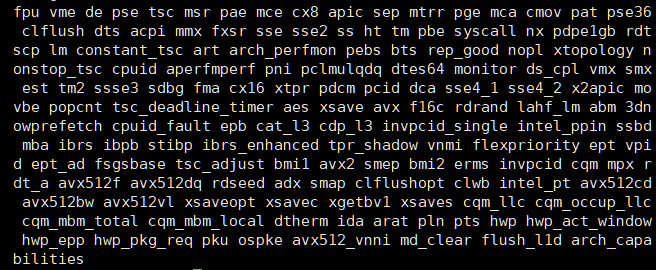 fpu vme de pse tsc msr pae mce cx8 apic sep mtrr pge mca cmov pat pse36
clflush dts acpi mmx fxsr sse sse2 ss ht tm pbe syscall nx pdpe1gb rdt
scp lm constant_tsc art arch_perfmon pebs bts rep_good nopl xtopology n
onstop_tsc cpuid aperfmperf pni pclmulqdq dtes64 monitor ds_cpl vmx smx
est tm2 ssse3 sdbg fma cx16 xtpr pdcm pcid dca sse4_1 sse4_2 x2apic mo
vbe popcnt tsc_deadline_timer aes xsave avx f16c rdrand lahf_lm abm 3dn
owprefetch cpuid_fault epb cat_l3 cdp_l3 invpcid_single intel_ppin ssbd
mba ibrs ibpb stibp ibrs_enhanced tpr_shadow vnmi flexpriority ept vpi
d ept_ad fsgsbase tsc_adjust bmi1 avx2 smep bmi2 erms invpcid cqm mpx r
dt_a avx512f avx512dq rdseed adx smap clflushopt clwb intel_pt avx512cd
avx512bw avx512vl xsaveopt xsavec xgetbv1 xsaves cqm_llc cqm_occup_llc
cqm_mbm_total cqm_mbm_local dtherm ida arat pln pts hwp hwp_act_window
hwp_epp hwp_pkg_req pku ospke avx512_vnni md_clear flush_l1d arch_capa
bilities